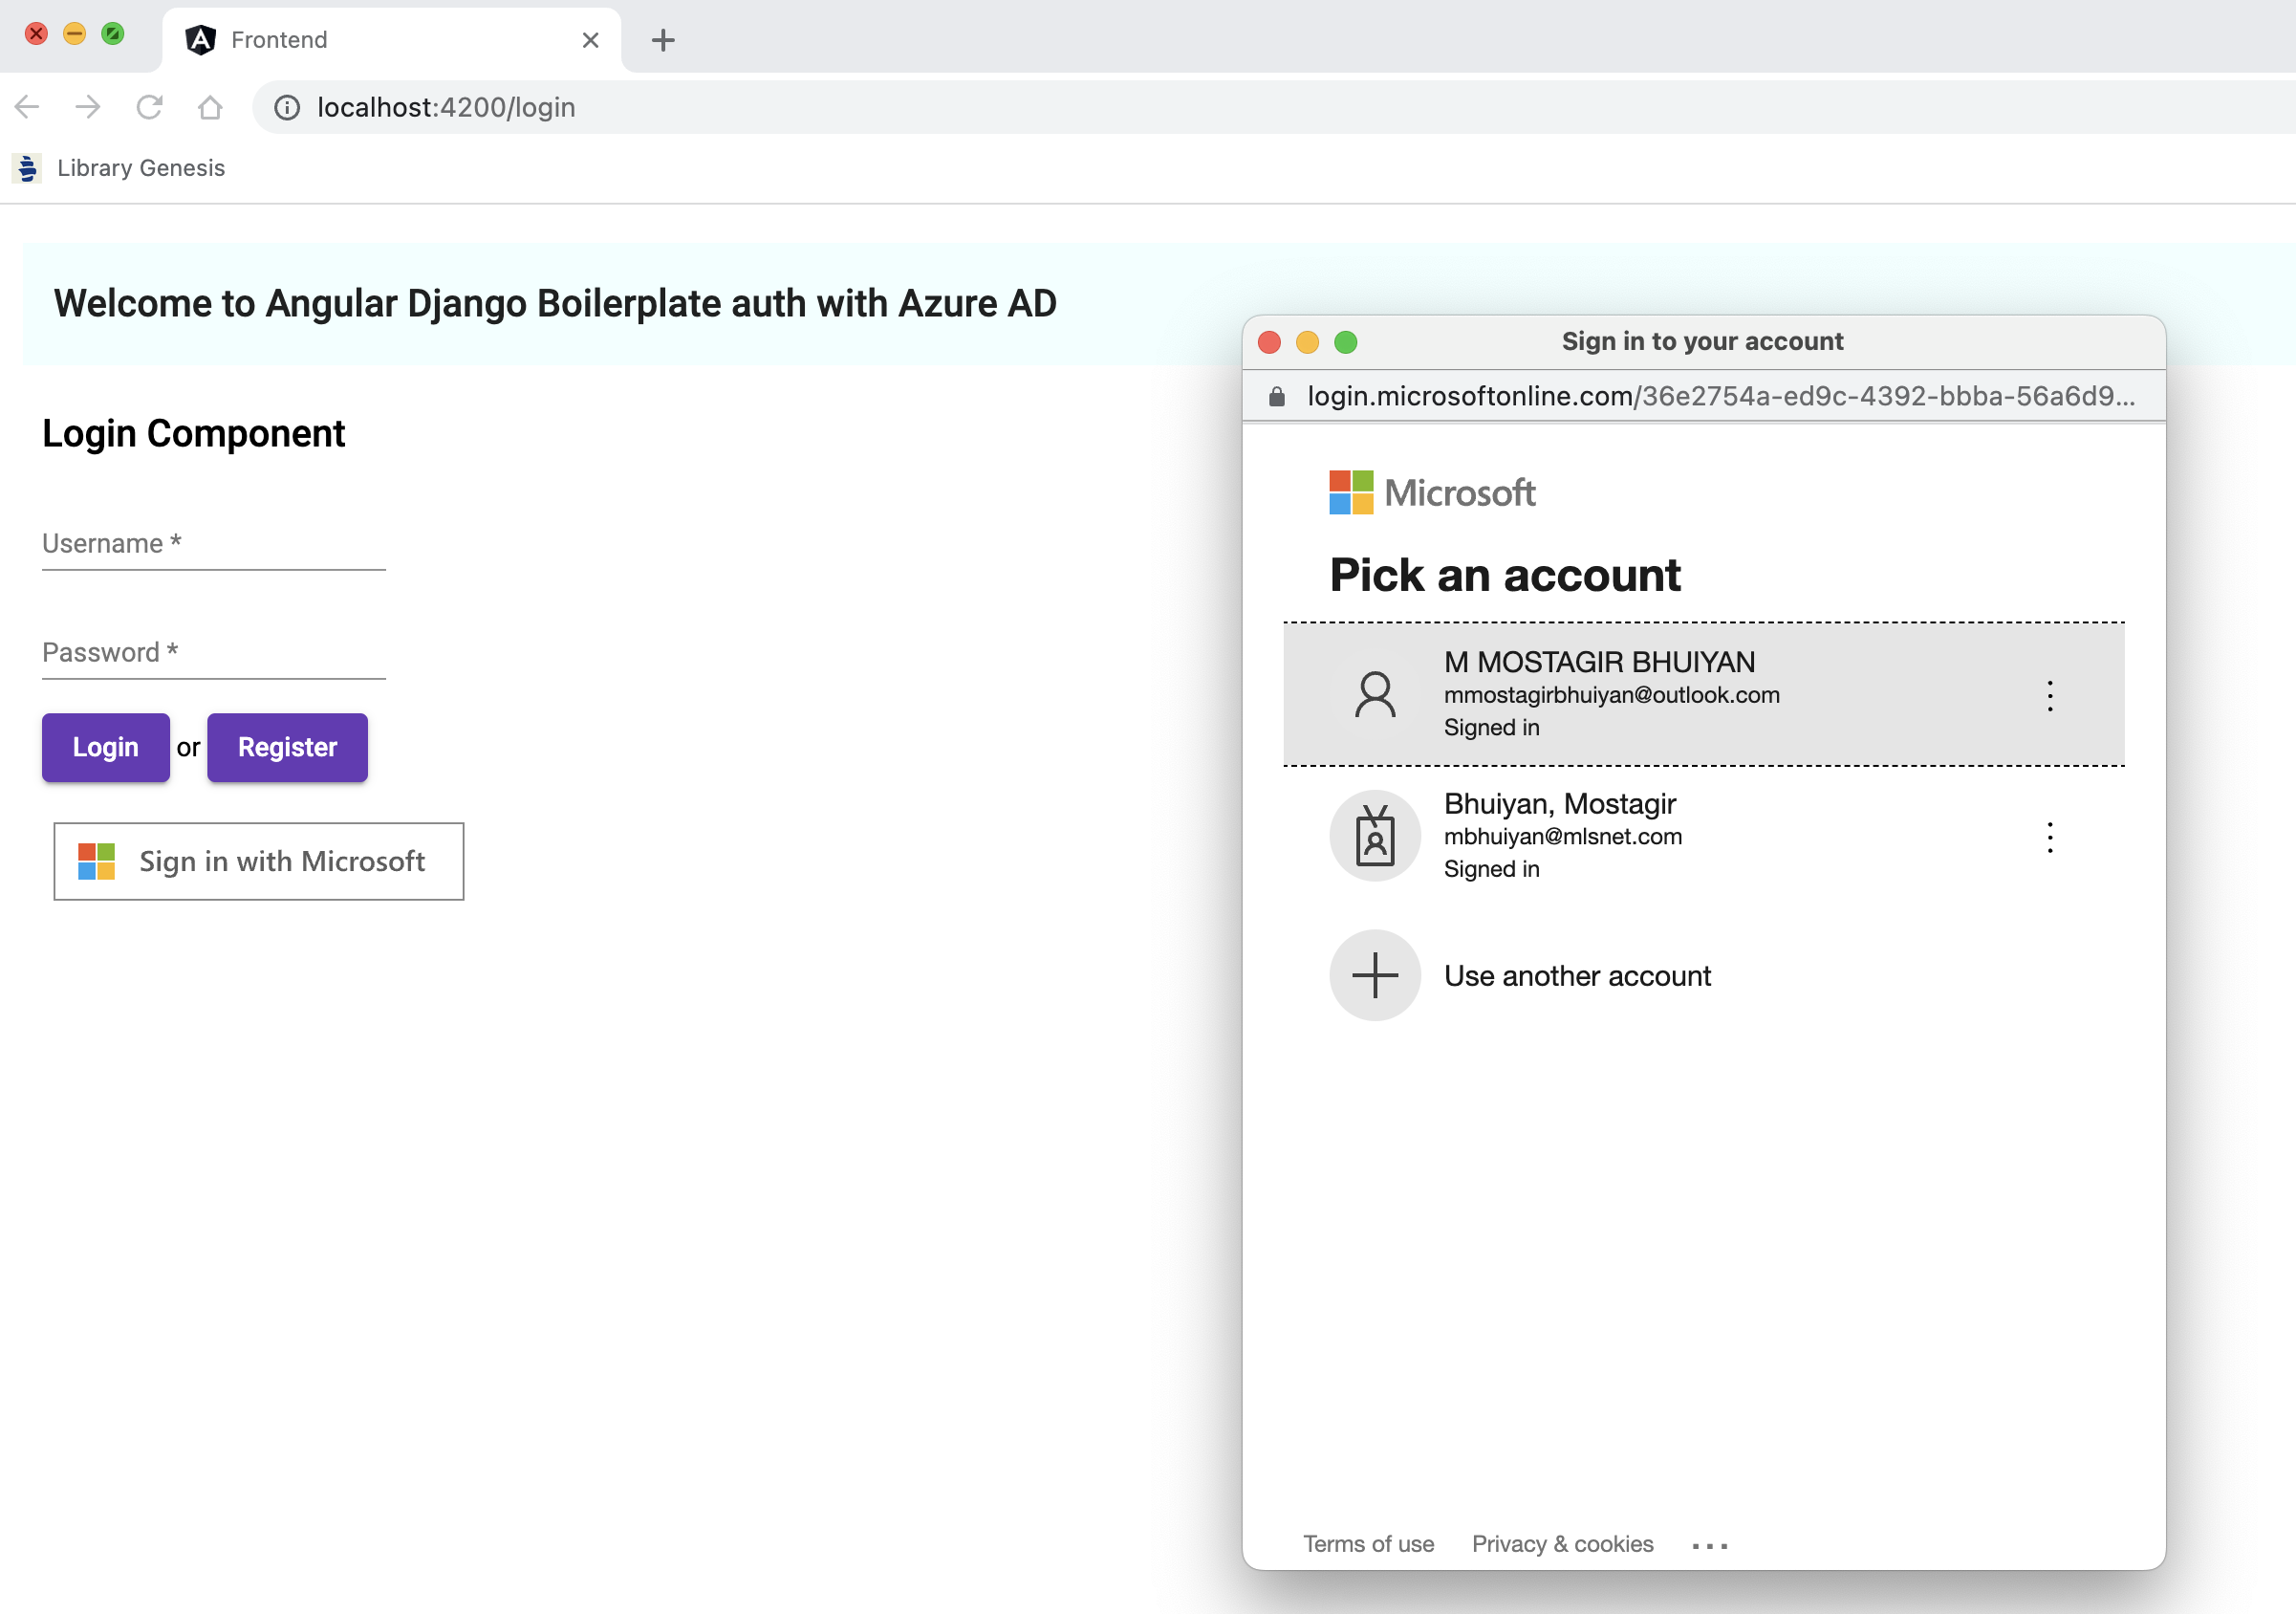 Frontend
localhost:4200/login
Library Genesis
Welcome to Angular Django Boilerplate auth with Azure AD
Login Component
Username *
Password *
Login or Register
Sign in with Microsoft
Sign in to your account
login.microsoftonline.com/36e2754a-ed9c-4392-bbba-56a6d9...
Microsoft
Pick an account
M MOSTAGIR BHUIYAN
mmostagirbhuiyan@outlook.com
Signed in
Bhuiyan, Mostagir
mbhuiyan@mlsnet.com
Signed in
Use another account
Terms of use Privacy & cookies ...